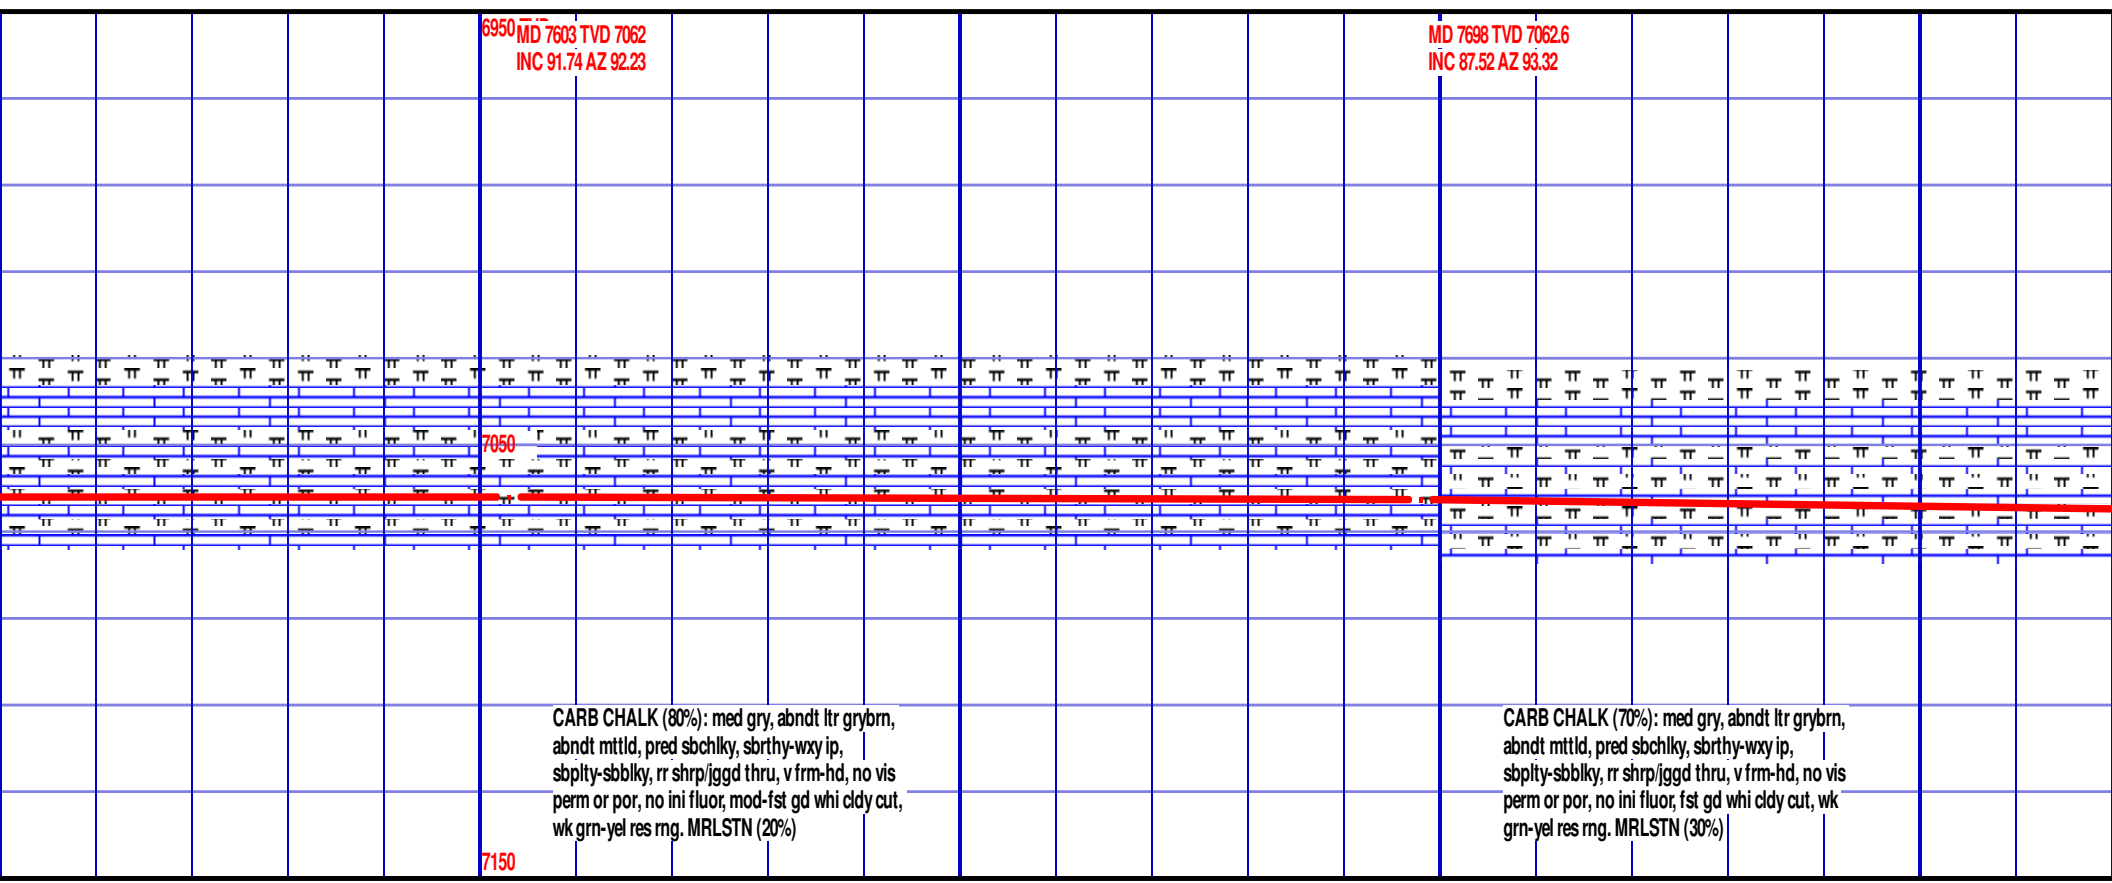 6950
MD 7603 TVD 7062
INC 91.74 AZ 92.23
MD 7698 TVD 7062.6
INC 87.52 AZ 93.32
7050
CARB CHALK (80%): med gry, abndt ltr grybrn,
abndt mttld, pred sbchlky, sbrthy-wxy ip,
sbplty-sbblky, rr shrp/jggd thru, v frm-hd, no vis
perm or por, no ini fluor, mod-fst gd whi cldy cut,
wk grn-yel res rng. MRLSTN (20%)
CARB CHALK (70%): med gry, abndt ltr grybrn,
abndt mttld, pred sbchlky, sbrthy-wxy ip,
sbplty-sbblky, rr shrp/jggd thru, v frm-hd, no vis
perm or por, no ini fluor, fst gd whi cldy cut, wk
grn-yel res rng. MRLSTN (30%)
7150